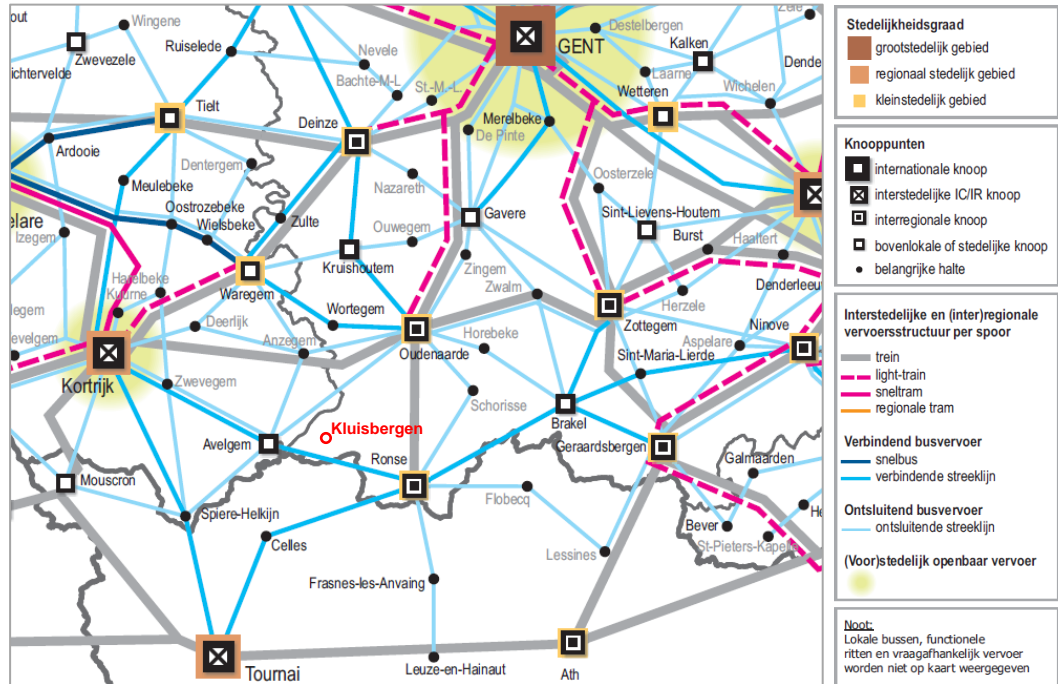 out
Wingene
Zwevezele
Ruiselede
ichtervelde
Nevele
Bachte-M-L
St.-M.-L.
GENT
Destelbergen
Zele
Kalken
Dende
Laarne
Wetteren
Wichelen
Tielt
Deinze
Merelbeke
De Pinte
Ardooie
Dentergem
Meulebeke
Nazareth
Oosterzele
Oostrozebeke
Wielsbeke
Zulte
Gavere
Sint-Lievens-Houtem
elare
Izegem
Ouwegem
Burst
Haaltert
Kruishoutem
Zingem
Zwalm
Harelbeke
Kuurne
Waregem
Wortegem
Herzele
Denderleeu
legem
Deerlijk
Zottegem
Ninove
evelgem
Anzegem
Oudenaarde
Horebeke
Aspelare
Sint-Maria-Lierde
Kortrijk
Zwevegem
Schorisse
Brakel
Avelgem
Kluisbergen
Ronse
Geraardsbergen
Galmaarden
Mouscron
Flobecq
Spiere-Helkijn
Bever
He
St-Pieters-Kapelle
Celles
Lessines
Frasnes-les-Anvaing
Tournai
Leuze-en-Hainaut
Ath
Stedelijkheidsgraad
grootstedelijk gebied
regionaal stedelijk gebied
kleinstedelijk gebied
Knooppunten
internationale knoop
interstedelijke IC/IR knoop
interregionale knoop
bovenlokale of stedelijke knoop
belangrijke halte
Interstedelijke en (inter)regionale
vervoersstructuur per spoor
trein
light-train
sneltram
regionale tram
Verbindend busvervoer
snelbus
verbindende streeklijn
Ontsluitend busvervoer
ontsluitende streeklijn
(Voor)stedelijk openbaar vervoer
Noot:
Lokale bussen, functionele
ritten en vraagafhankelijk vervoer
worden niet op kaart weergegeven